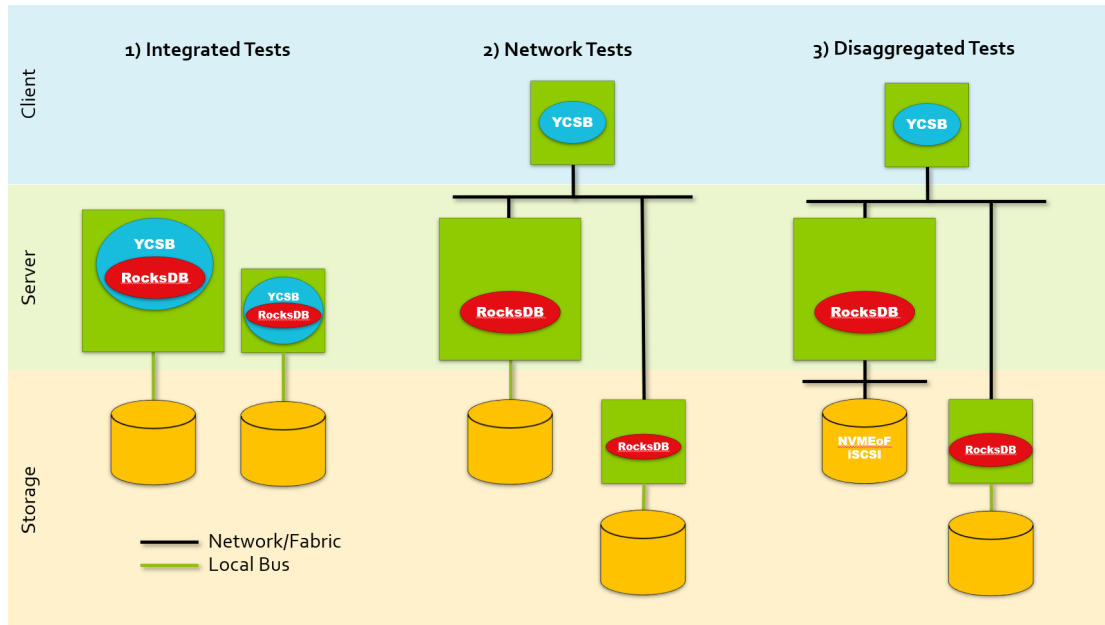 1) Integrated Tests
2) Network Tests
3) Disaggregated Tests
Client
YCSB
YCSB
Server
YCSB
RocksDB
YCSB
RocksDB
RocksDB
RocksDB
Storage
NVMEoF
iSCSI
RocksDB
RocksDB
Network/Fabric
Local Bus